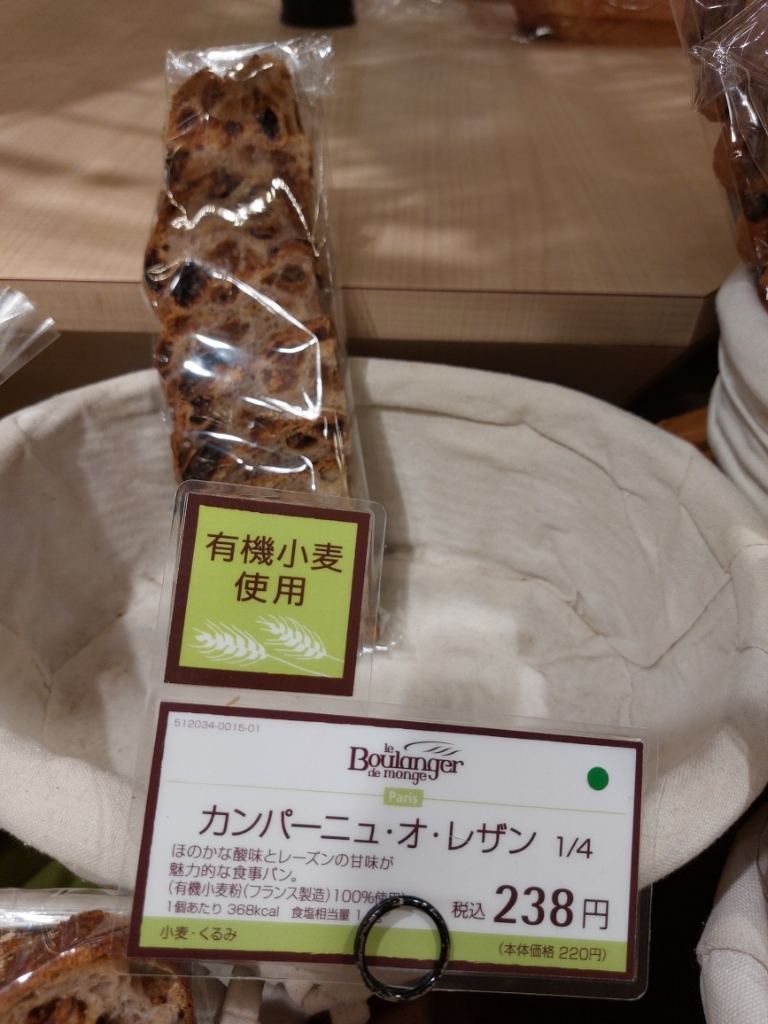 有機小麦
使用
512034-0015-01
le
Boulanger
de monge
Paris
カンパーニュ・オ・レザン 1/4
ほのかな酸味とレーズンの甘味が
魅力的な食事パン。
(有機小麦粉(フランス製造)100%使用)
1個あたり 368kcal 食塩相当量 1
税込 238円
小麦・くるみ
(本体価格 220円)